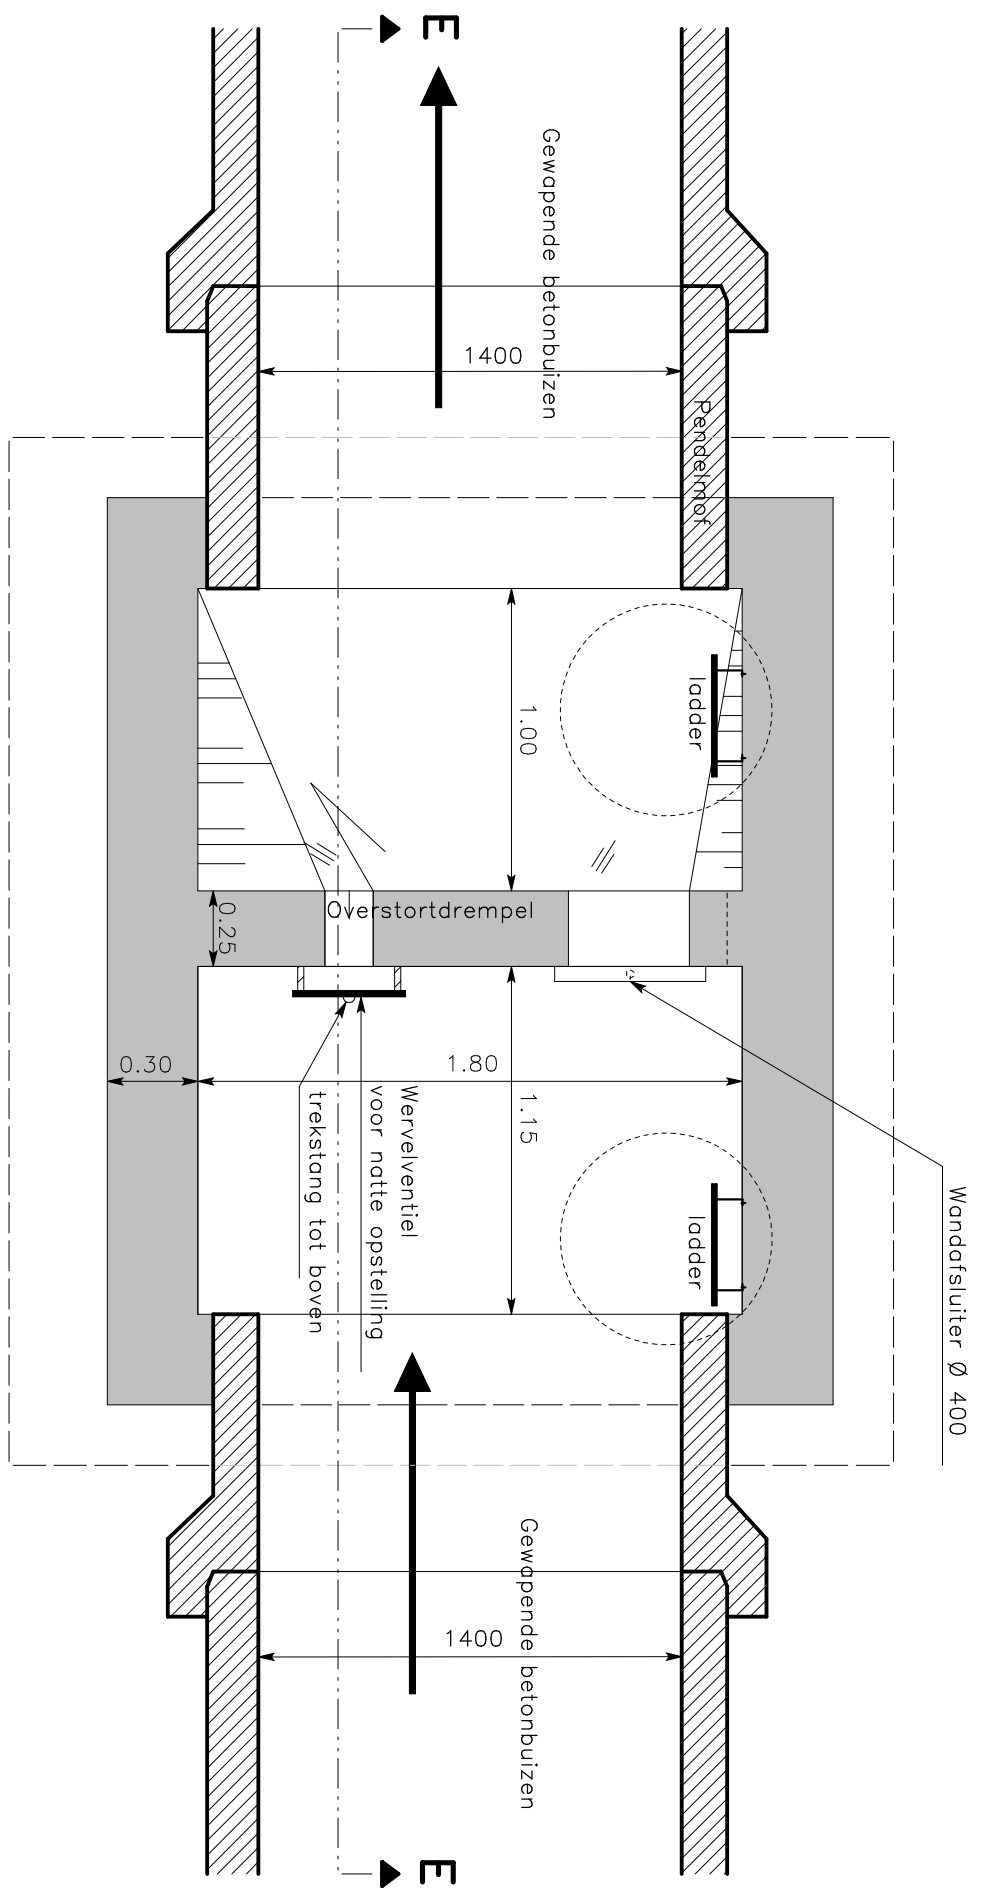 E
Gewapende betonbuizen
1400
Pendelmof
ladder
1.00
Overstortdrempel
0.25
0.30
1.80
1.15
Wervelventiel
voor natte opstelling
trekstang tot boven
ladder
Wandafsluiter Ø 400
Gewapende betonbuizen
1400
E